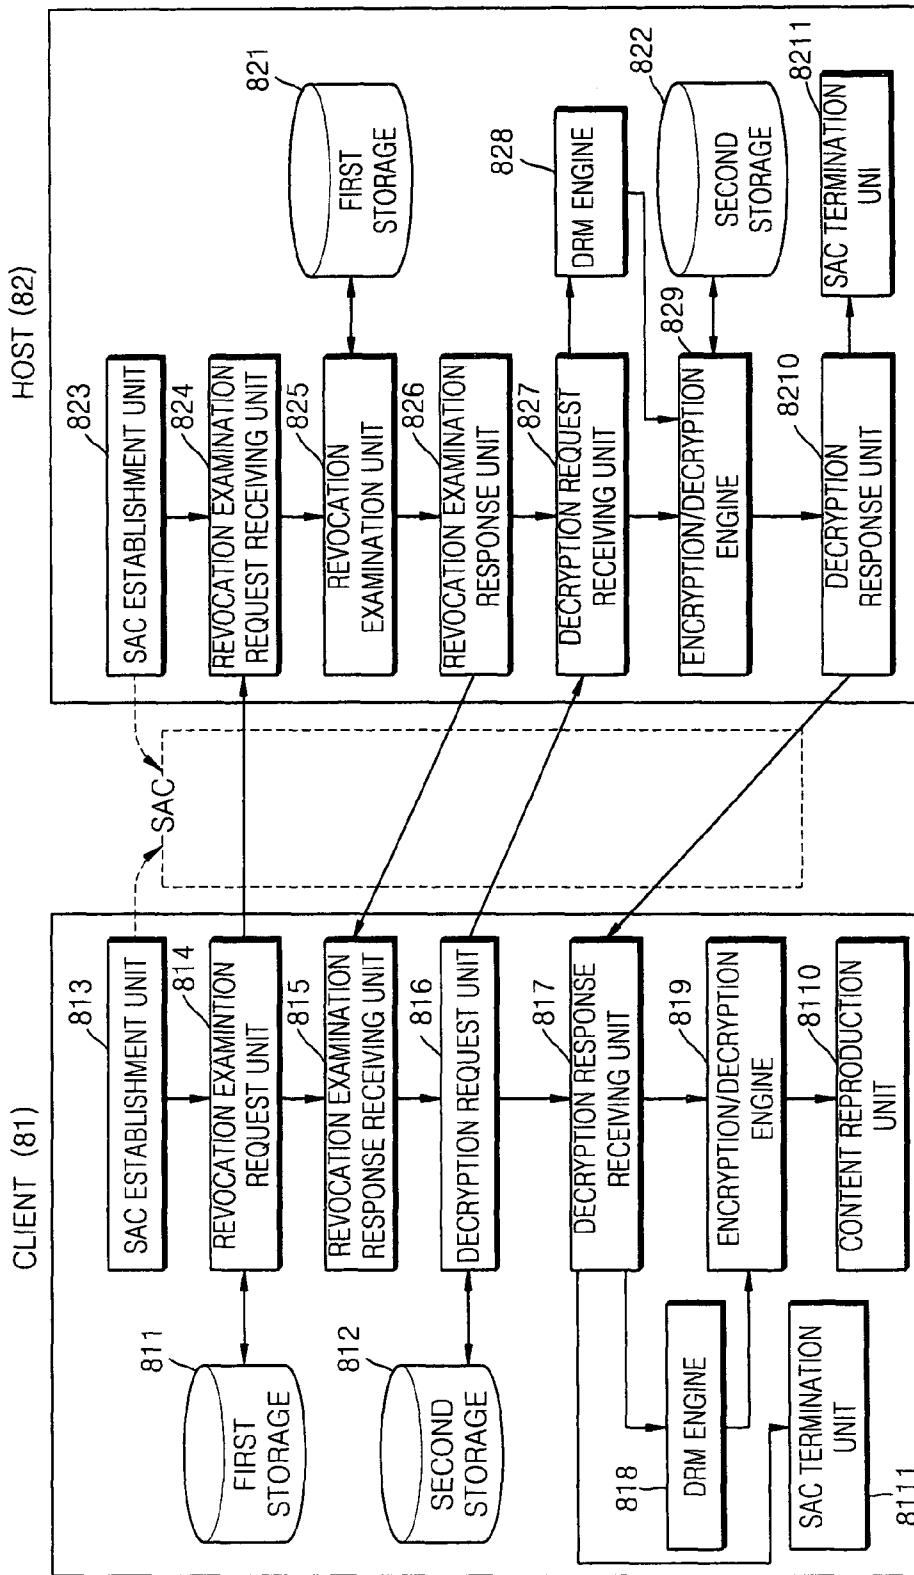 CLIENT (81)
813
SAC ESTABLISHMENT UNIT
811
FIRST
STORAGE
814
REVOCATION EXAMINTION
REQUEST UNIT
815
REVOCATION EXAMINATION
RESPONSE RECEIVING UNIT
812
SECOND
STORAGE
816
DECRYPTION REQUEST UNIT
817
DECRYPTION RESPONSE
RECEIVING UNIT
818
DRM ENGINE
819
ENCRYPTION/DECRYPTION
ENGINE
8111
SAC TERMINATION
UNIT
8110
CONTENT REPRODUCTION
UNIT
SAC
HOST (82)
823
SAC ESTABLISHMENT UNIT
824
REVOCATION EXAMINATION
REQUEST RECEIVING UNIT
821
FIRST
STORAGE
825
REVOCATION
EXAMINATION UNIT
826
REVOCATION EXAMINATION
RESPONSE UNIT
827
DECRYPTION REQUEST
RECEIVING UNIT
828
DRM ENGINE
829
ENCRYPTION/DECRYPTION
ENGINE
822
SECOND
STORAGE
8210
DECRYPTION
RESPONSE UNIT
8211
SAC TERMINATION
UNI